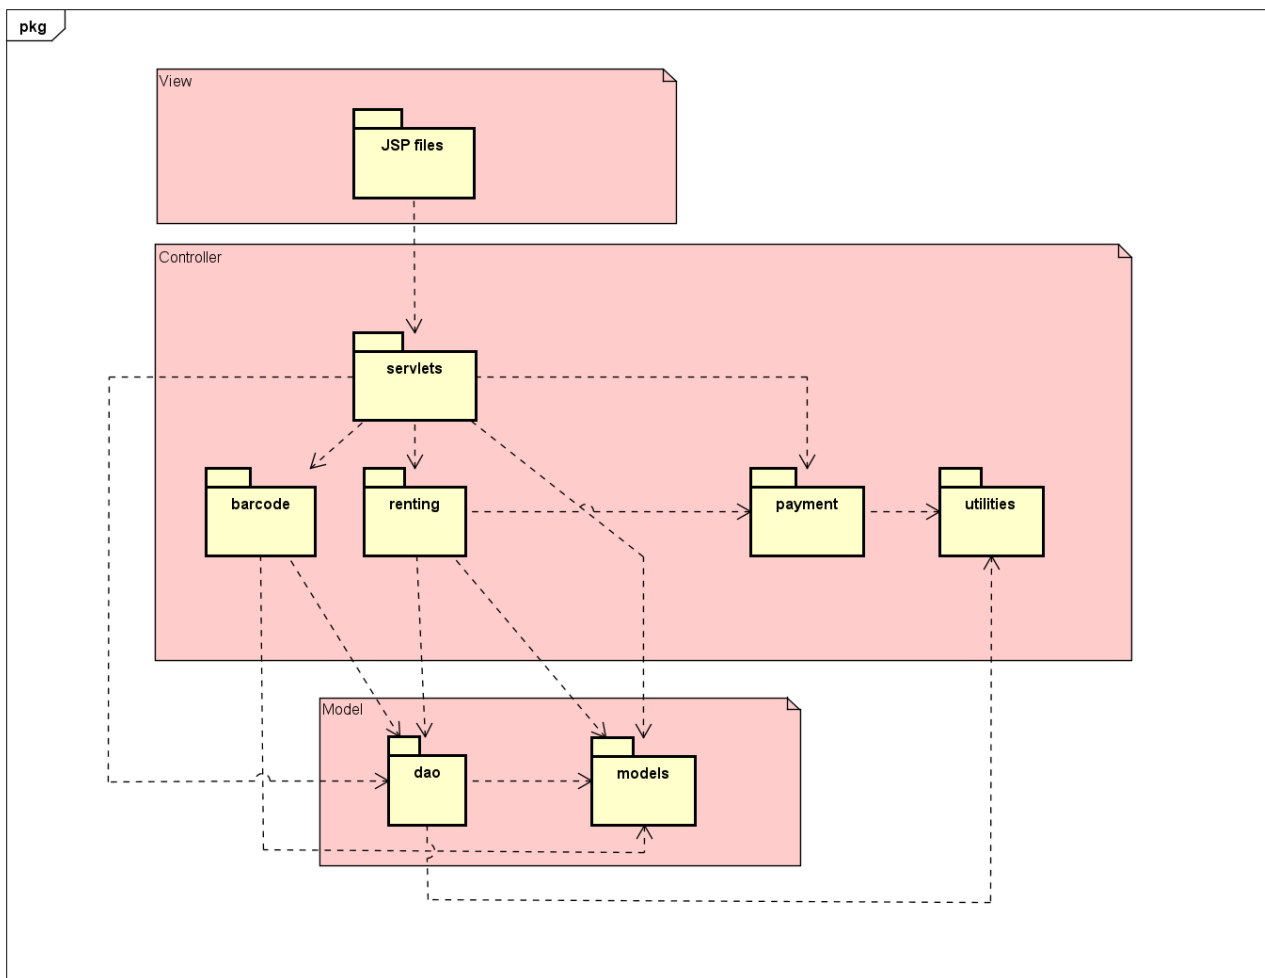 pkg
View
JSP files
Controller
servlets
barcode
renting
payment
utilities
Model
dao
models